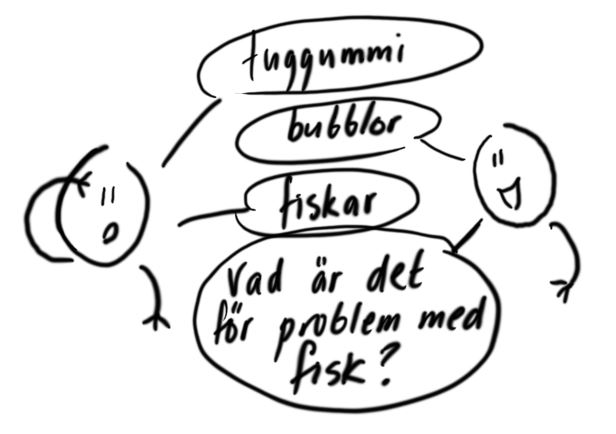 tuggummi
bubblor
fiskar
Vad är det
för problem med
fisk?